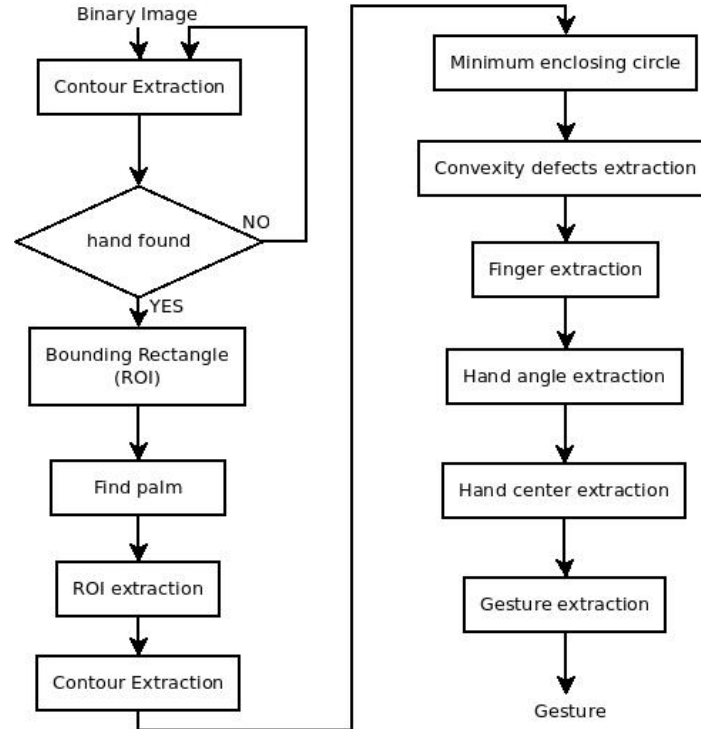 Binary Image
Contour Extraction
hand found
NO
YES
Bounding Rectangle
(ROI)
Find palm
ROI extraction
Contour Extraction
Minimum enclosing circle
Convexity defects extraction
Finger extraction
Hand angle extraction
Hand center extraction
Gesture extraction
Gesture